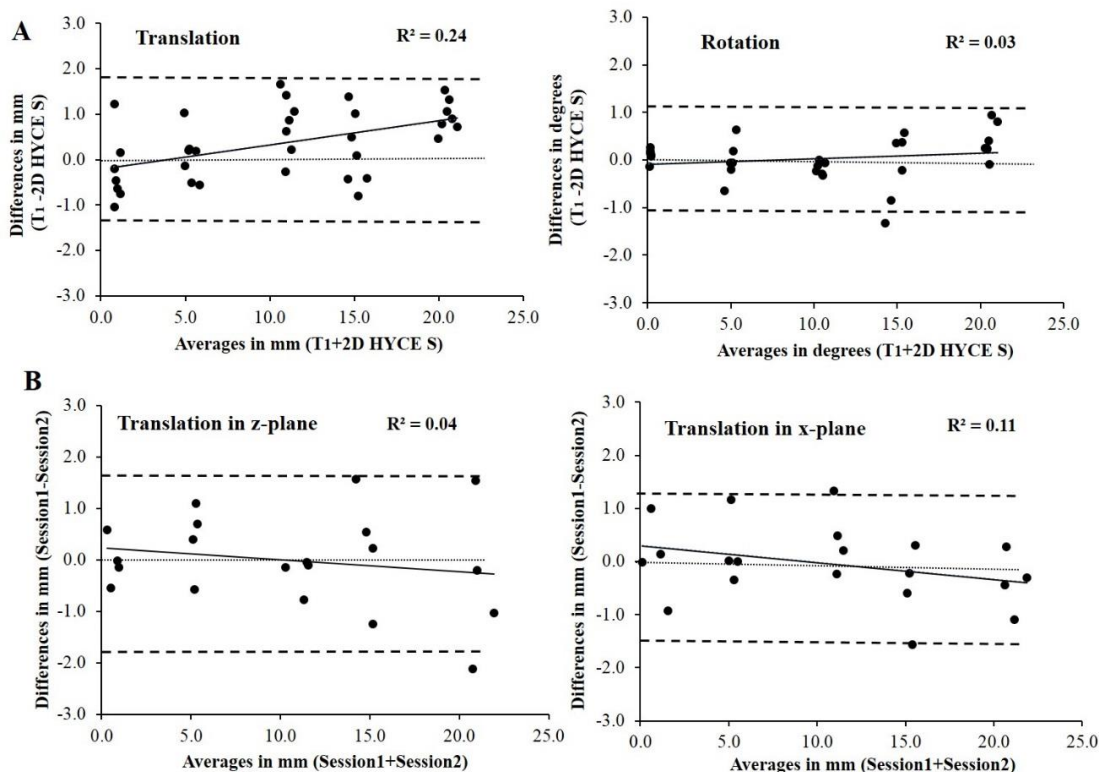 A
Translation
R² = 0.24
3.0
2.0
1.0
0.0
-1.0
-2.0
-3.0
Differences in mm
(T1 -2D HYCE S)
0.0 5.0 10.0 15.0 20.0 25.0
Averages in mm (T1+2D HYCE S)
Rotation
R² = 0.03
3.0
2.0
1.0
0.0
-1.0
-2.0
-3.0
Differences in degrees
(T1 -2D HYCE S)
0.0 5.0 10.0 15.0 20.0 25.0
Averages in degrees (T1+2D HYCE S)
B
Translation in z-plane
R² = 0.04
3.0
2.0
1.0
0.0
-1.0
-2.0
-3.0
Differences in mm (Session1-Session2)
0.0 5.0 10.0 15.0 20.0 25.0
Averages in mm (Session1+Session2)
Translation in x-plane
R² = 0.11
3.0
2.0
1.0
0.0
-1.0
-2.0
-3.0
Differences in mm (Session1-Session2)
0.0 5.0 10.0 15.0 20.0 25.0
Averages in mm (Session1+Session2)